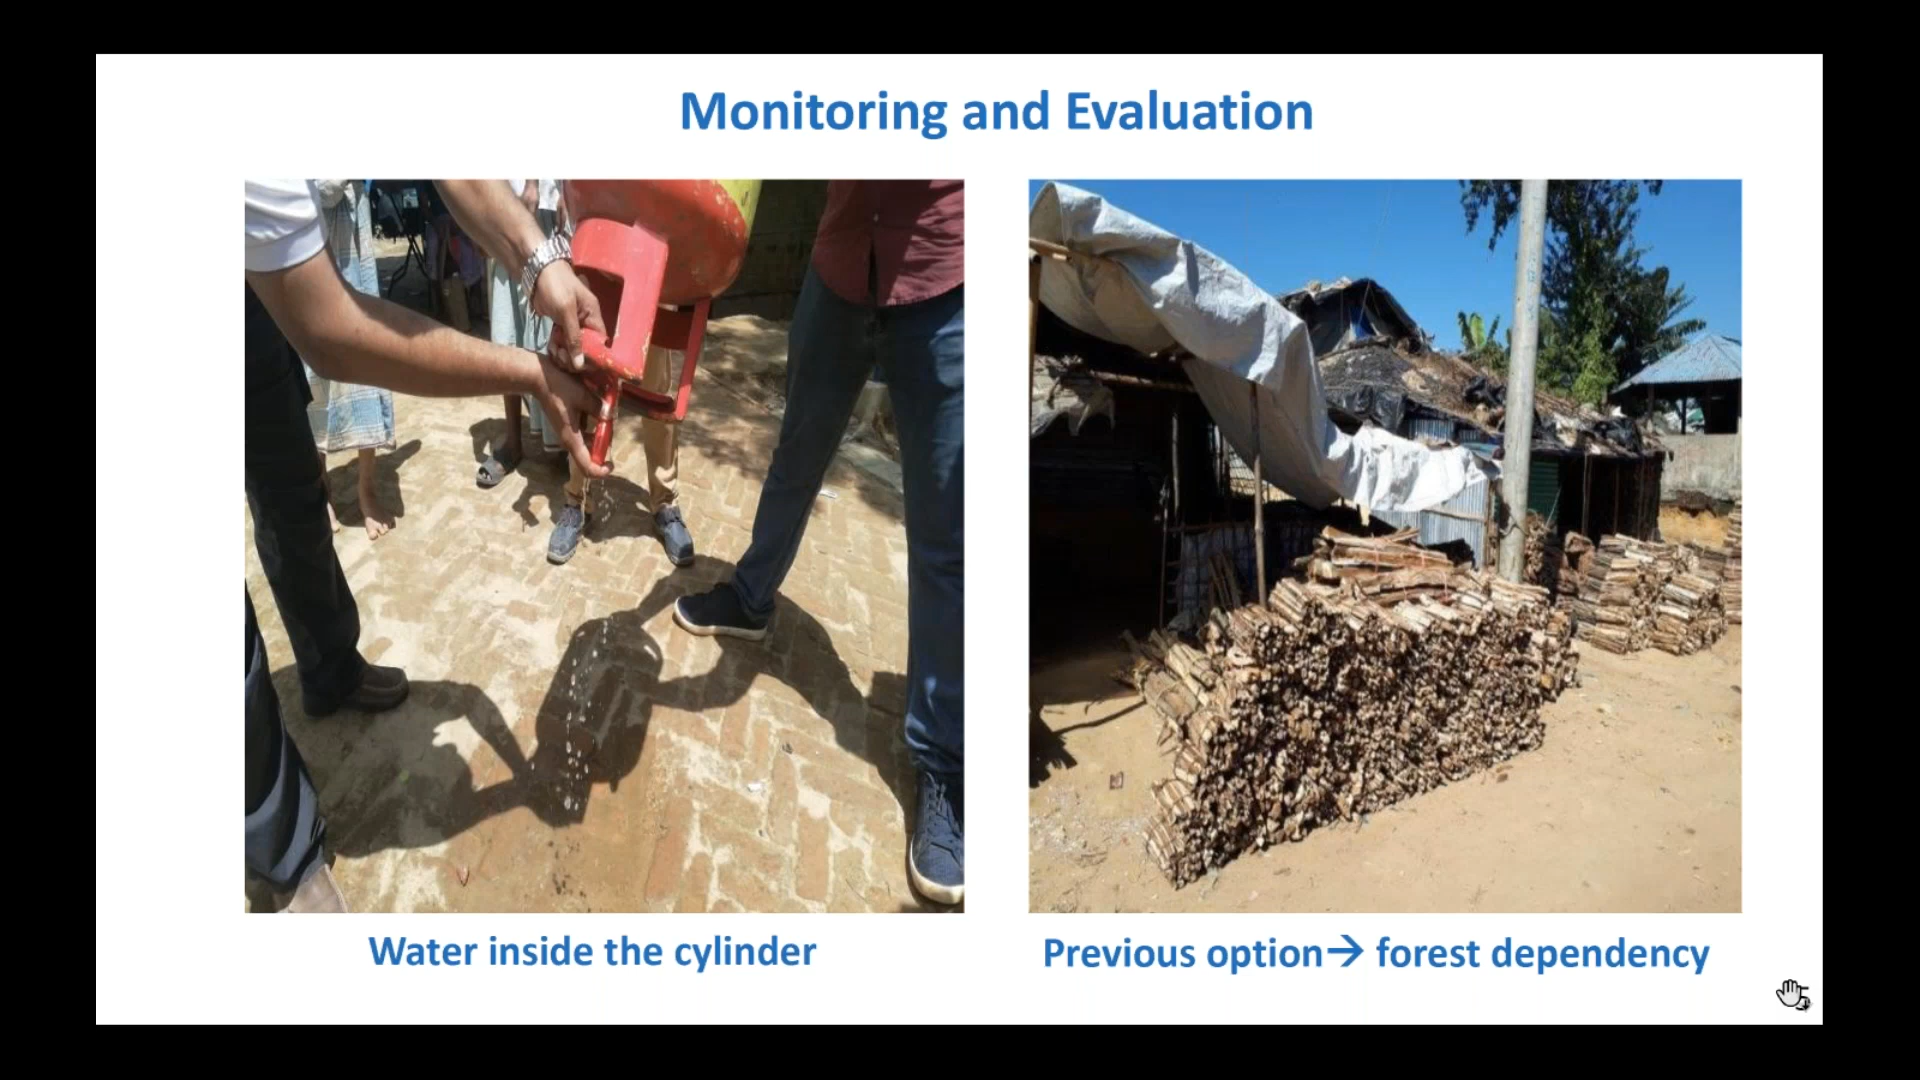 Monitoring and Evaluation
Water inside the cylinder
Previous option→ forest dependency